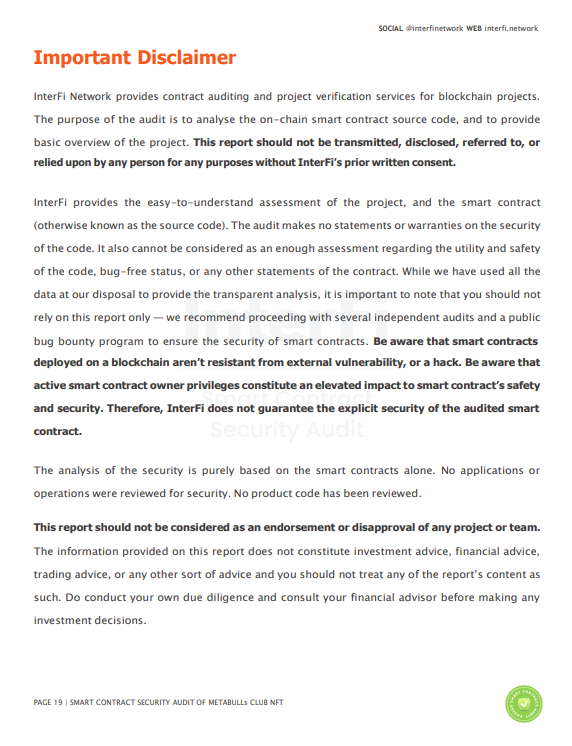 SOCIAL @interfinetwork WEB interfi.network
Important Disclaimer
InterFi Network provides contract auditing and project verification services for blockchain projects.
The purpose of the audit is to analyse the on-chain smart contract source code, and to provide
basic overview of the project. This report should not be transmitted, disclosed, referred to, or
relied upon by any person for any purposes without InterFi's prior written consent.
InterFi provides the easy-to-understand assessment of the project, and the smart contract
(otherwise known as the source code). The audit makes no statements or warranties on the security
of the code. It also cannot be considered as an enough assessment regarding the utility and safety
of the code, bug-free status, or any other statements of the contract. While we have used all the
data at our disposal to provide the transparent analysis, it is important to note that you should not
rely on this report only — we recommend proceeding with several independent audits and a public
bug bounty program to ensure the security of smart contracts. Be aware that smart contracts
deployed on a blockchain aren't resistant from external vulnerability, or a hack. Be aware that
active smart contract owner privileges constitute an elevated impact to smart contract's safety
and security. Therefore, InterFi does not guarantee the explicit security of the audited smart
contract.
InterFi
Smart Contract
Security Audit
The analysis of the security is purely based on the smart contracts alone. No applications or
operations were reviewed for security. No product code has been reviewed.
This report should not be considered as an endorsement or disapproval of any project or team.
The information provided on this report does not constitute investment advice, financial advice,
trading advice, or any other sort of advice and you should not treat any of the report's content as
such. Do conduct your own due diligence and consult your financial advisor before making any
investment decisions.
PAGE 19 | SMART CONTRACT SECURITY AUDIT OF METABULLs CLUB NFT